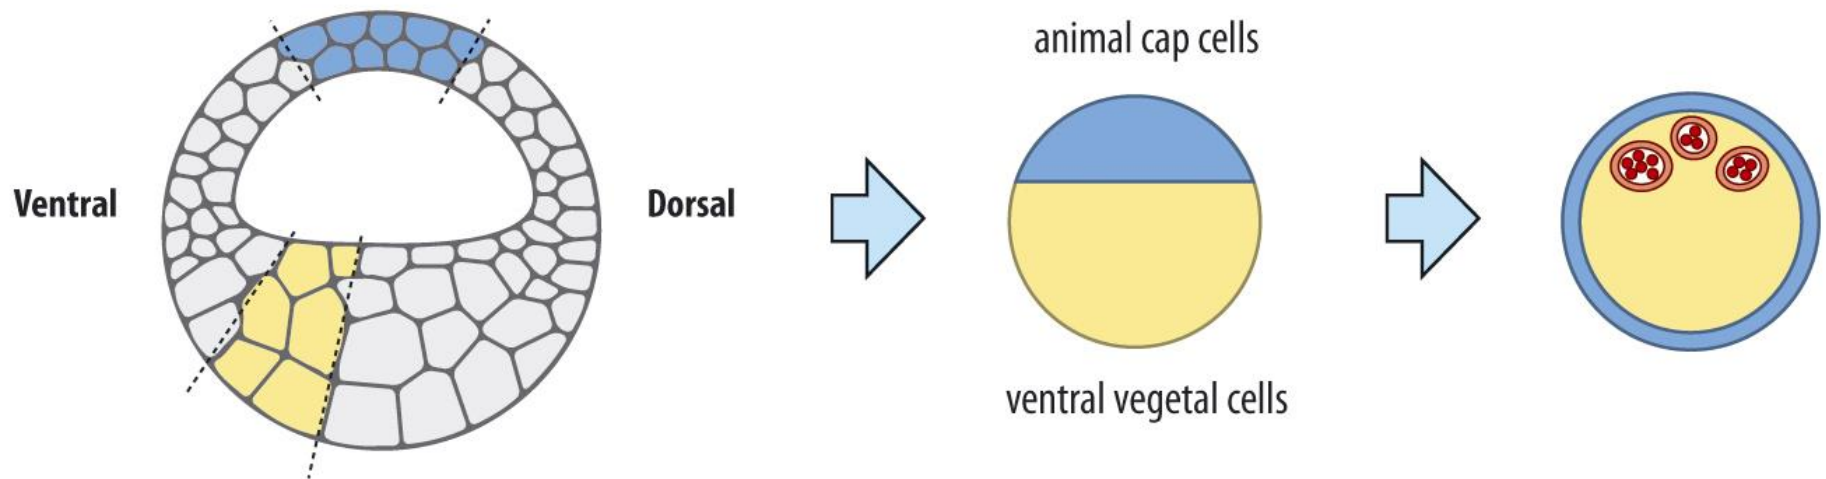 animal cap cells
Ventral
Dorsal
ventral vegetal cells